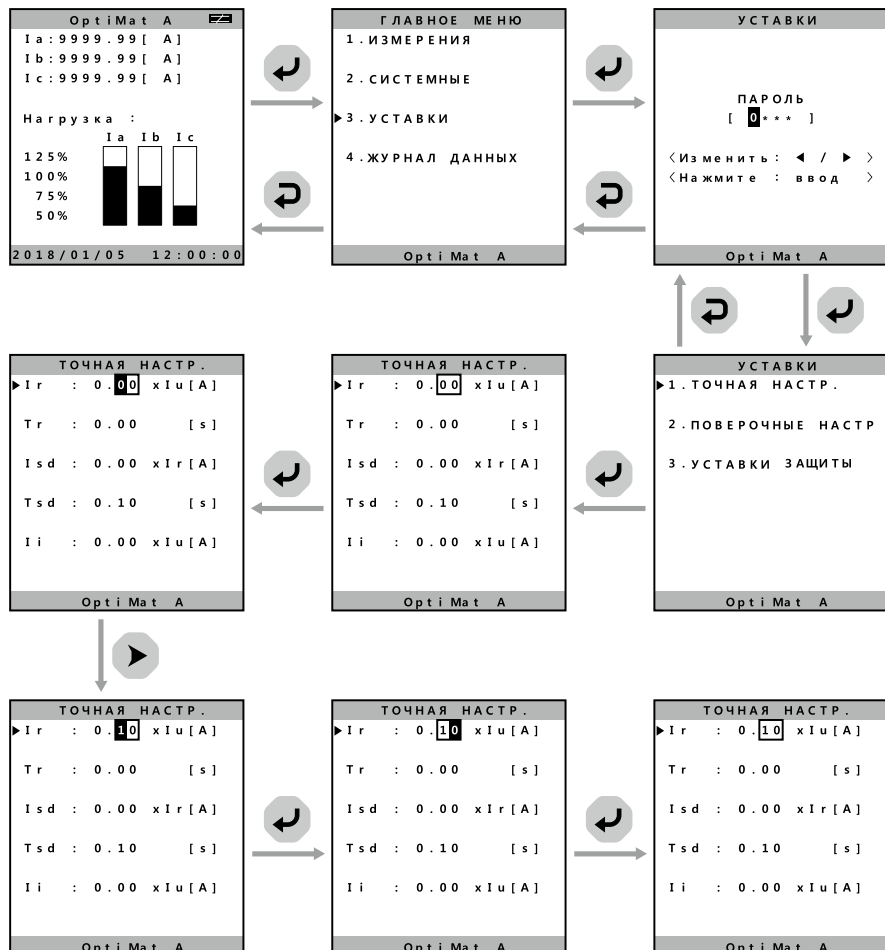 OptiMat A
Ia:9999.99[ A]
Ib:9999.99[ A]
Ic:9999.99[ A]
Нагрузка :
Ia Ib Ic
125%
100%
75%
50%
2018/01/05 12:00:00
ГЛАВНОЕ МЕНЮ
1.ИЗМЕРЕНИЯ
2.СИСТЕМНЫЕ
▶3.УСТАВКИ
4.ЖУРНАЛ ДАННЫХ
OptiMat A
УСТАВКИ
ПАРОЛЬ
[ 0*** ]
〈Изменить: ◀ / ▶ 〉
〈Нажмите : ввод 〉
OptiMat A
ТОЧНАЯ НАСТР.
▶Ir : 0.00 xIu[A]
Tr : 0.00 [s]
Isd : 0.00 xIr[A]
Tsd : 0.10 [s]
Ii : 0.00 xIu[A]
OptiMat A
ТОЧНАЯ НАСТР.
▶Ir : 0.00 xIu[A]
Tr : 0.00 [s]
Isd : 0.00 xIr[A]
Tsd : 0.10 [s]
Ii : 0.00 xIu[A]
OptiMat A
УСТАВКИ
▶1.ТОЧНАЯ НАСТР.
2.ПОВЕРОЧНЫЕ НАСТР
3.УСТАВКИ ЗАЩИТЫ
OptiMat A
ТОЧНАЯ НАСТР.
▶Ir : 0.10 xIu[A]
Tr : 0.00 [s]
Isd : 0.00 xIr[A]
Tsd : 0.10 [s]
Ii : 0.00 xIu[A]
OptiMat A
ТОЧНАЯ НАСТР.
▶Ir : 0.10 xIu[A]
Tr : 0.00 [s]
Isd : 0.00 xIr[A]
Tsd : 0.10 [s]
Ii : 0.00 xIu[A]
OptiMat A
ТОЧНАЯ НАСТР.
▶Ir : 0.10 xIu[A]
Tr : 0.00 [s]
Isd : 0.00 xIr[A]
Tsd : 0.10 [s]
Ii : 0.00 xIu[A]
OptiMat A